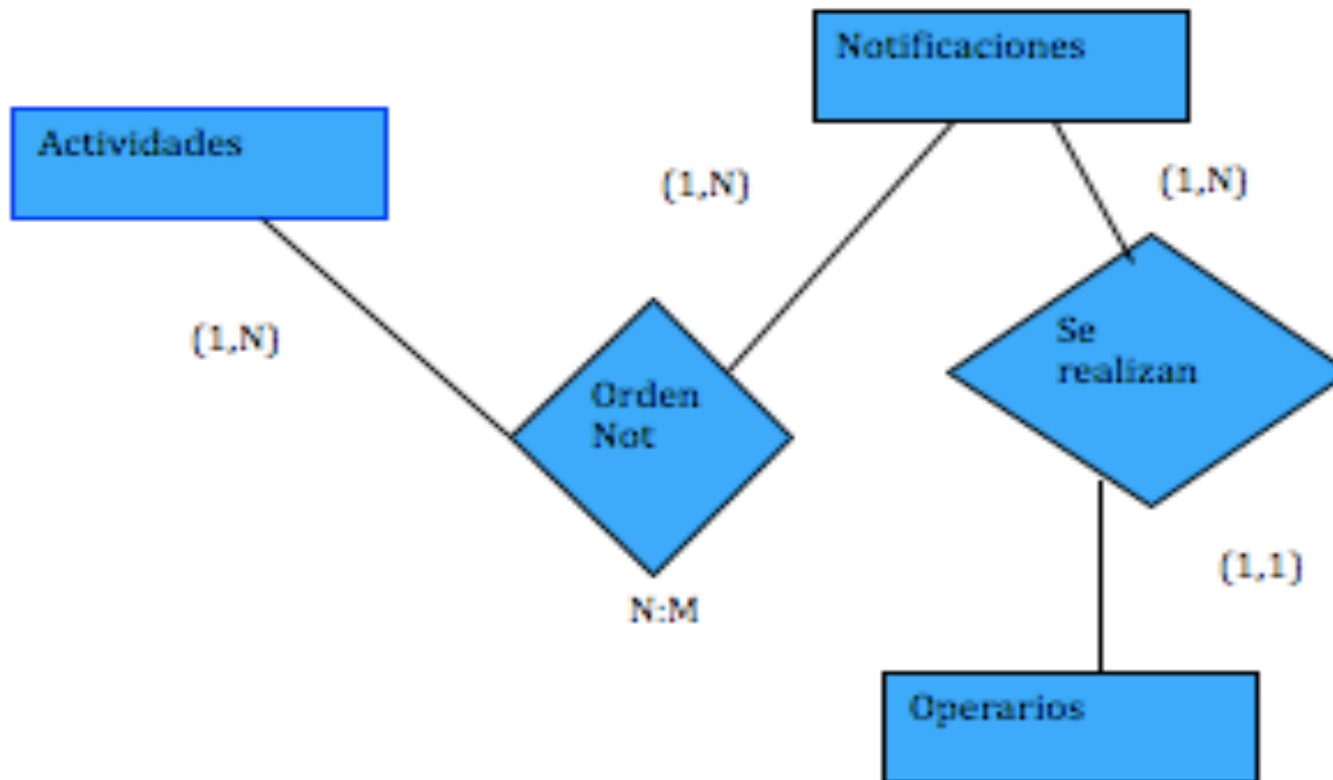 Notificaciones
Actividades
(1,N)
(1,N)
(1,N)
Se
realizan
Orden
Not
(1,1)
N:M
Operarios